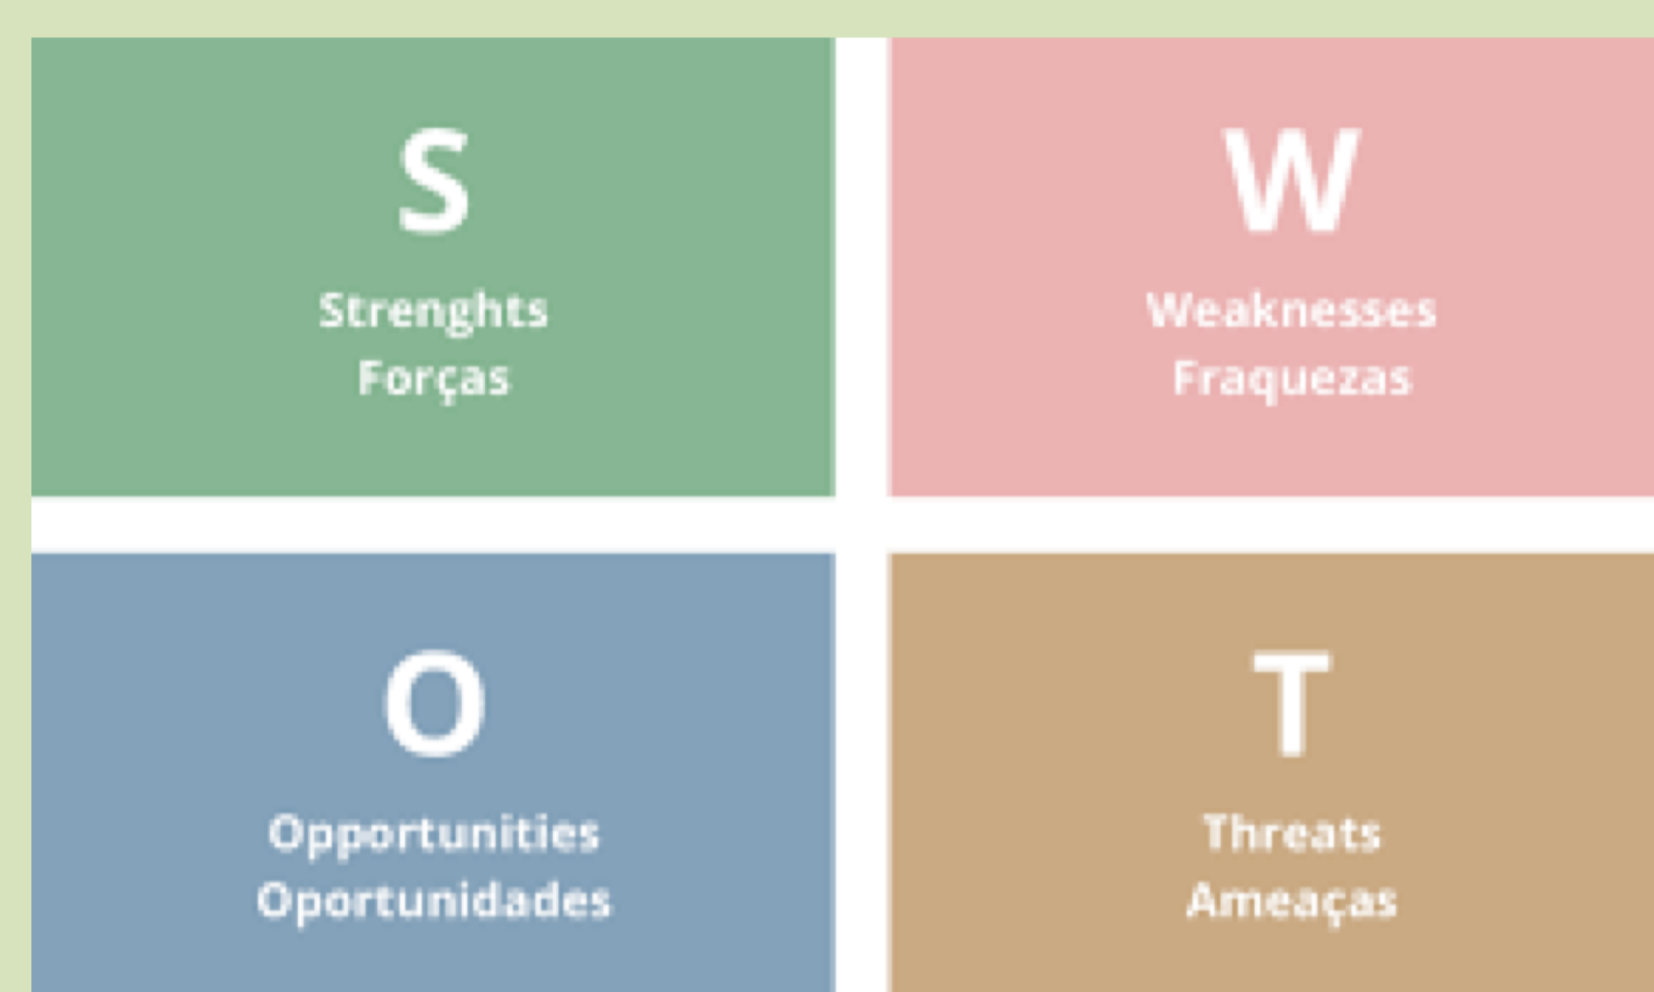 S
Strenghts
Forças
W
Weaknesses
Fraquezas
O
Opportunities
Oportunidades
T
Threats
Ameaças